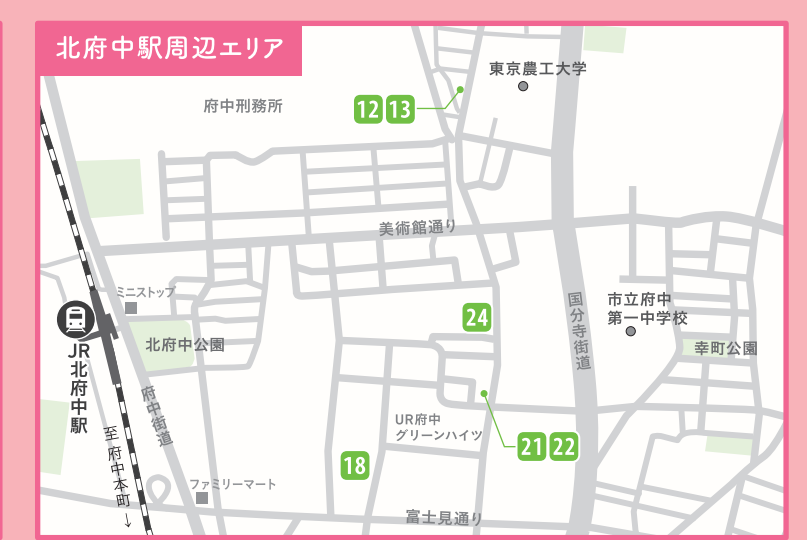 北府中駅周辺エリア
東京農工大学
府中刑務所
12 13
美術館通り
ミニストップ
24
国分寺街道
市立府中
第一中学校
JR北府中駅
北府中公園
幸町公園
府中街道
UR府中
グリーンハイツ
至 府中本町→
21 22
18
ファミリーマート
富士見通り